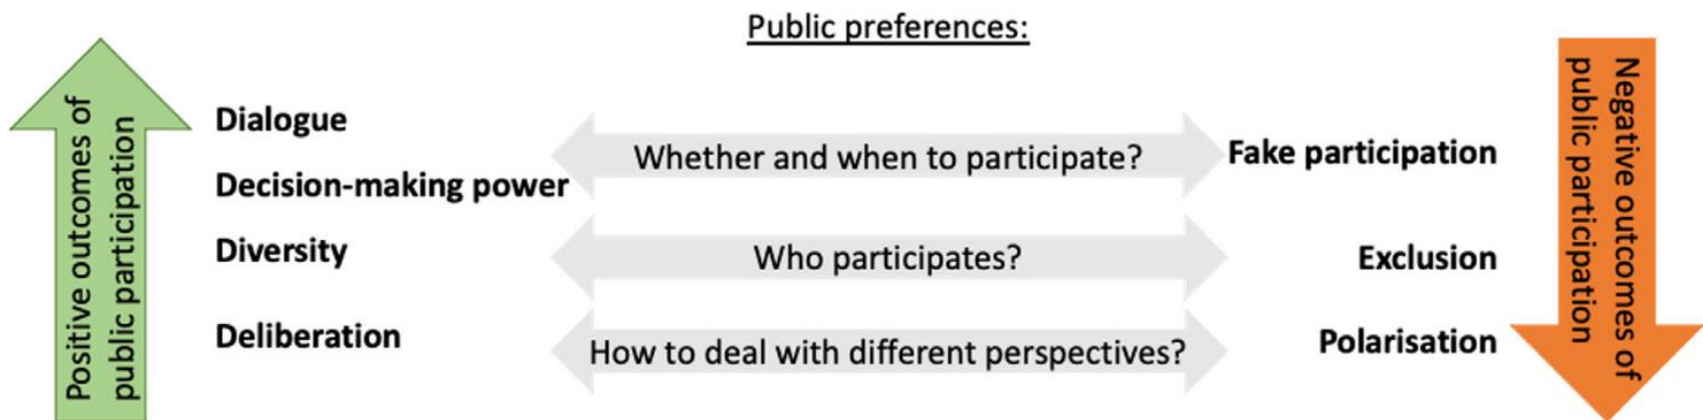 Public preferences:
Positive outcomes of
public participation
Dialogue
Decision-making power
Diversity
Deliberation
Whether and when to participate?
Who participates?
How to deal with different perspectives?
Fake participation
Exclusion
Polarisation
Negative outcomes of
public participation